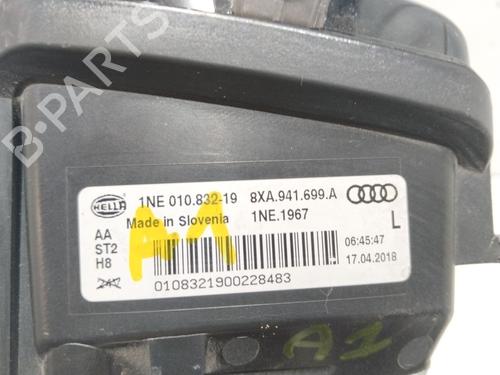 HELLA
1NE 010.832-19 8XA.941.699.A
Made in Slovenia 1NE.1967
AA
ST2
H8
24V
L
06:45:47
17.04.2018
0108321900228483
A1
A1
B-PARTS